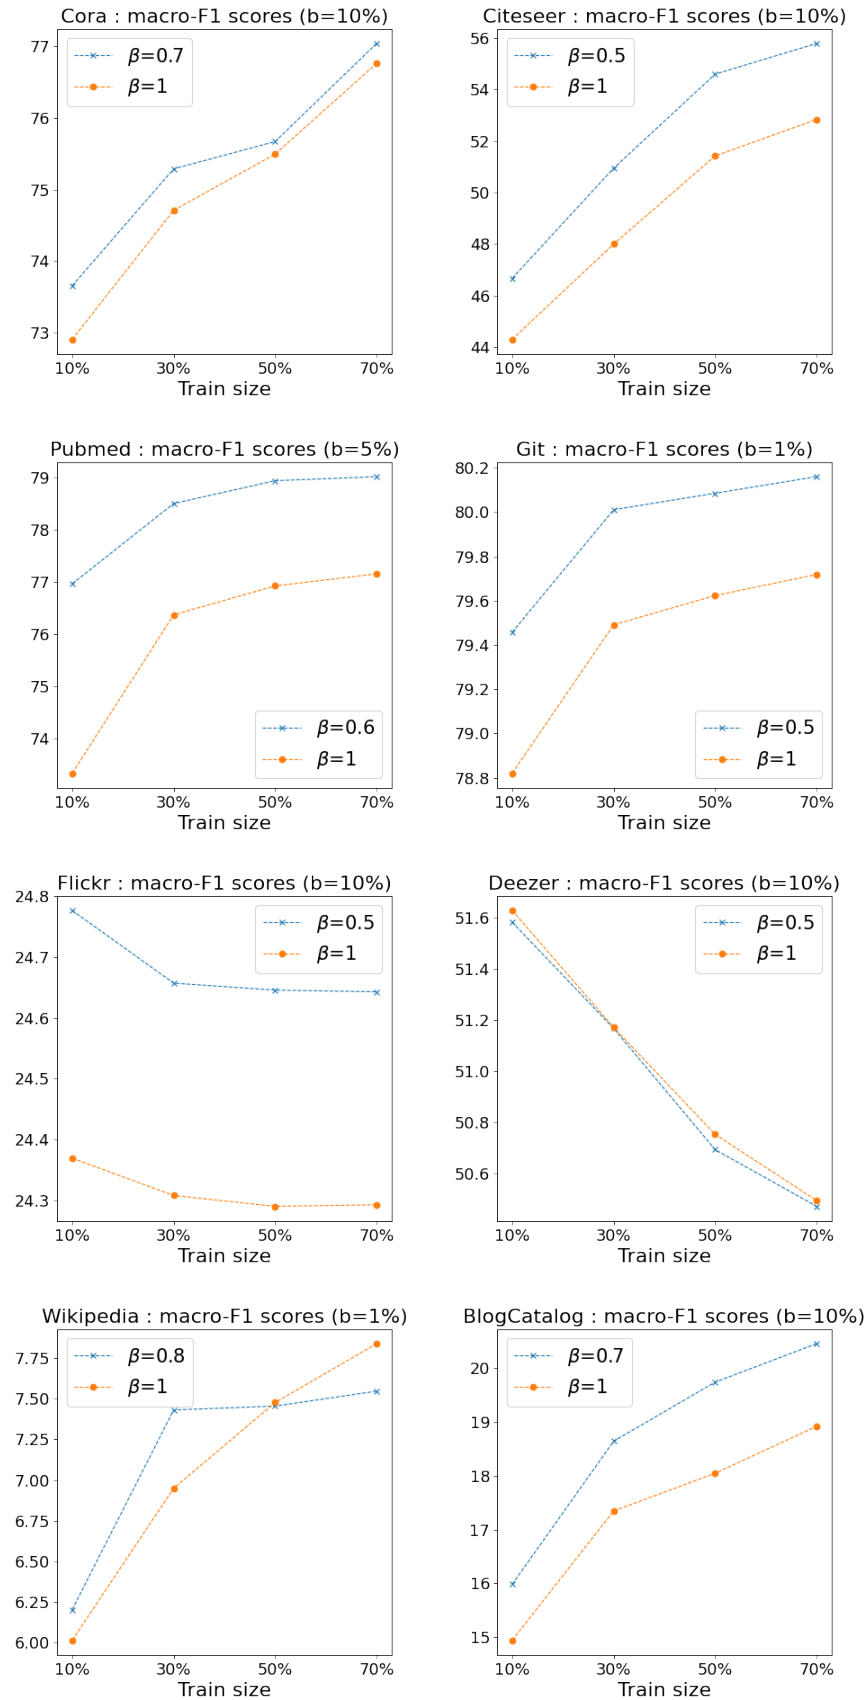 Cora : macro-F1 scores (b=10%)
77
76
75
74
73
β=0.7
β=1
10% 30% 50% 70%
Train size
Citeseer : macro-F1 scores (b=10%)
56
54
52
50
48
46
44
β=0.5
β=1
10% 30% 50% 70%
Train size
Pubmed : macro-F1 scores (b=5%)
79
78
77
76
75
74
β=0.6
β=1
10% 30% 50% 70%
Train size
Git : macro-F1 scores (b=1%)
80.2
80.0
79.8
79.6
79.4
79.2
79.0
78.8
β=0.5
β=1
10% 30% 50% 70%
Train size
Flickr : macro-F1 scores (b=10%)
24.8
24.7
24.6
24.5
24.4
24.3
β=0.5
β=1
10% 30% 50% 70%
Train size
Deezer : macro-F1 scores (b=10%)
51.6
51.4
51.2
51.0
50.8
50.6
β=0.5
β=1
10% 30% 50% 70%
Train size
Wikipedia : macro-F1 scores (b=1%)
7.75
7.50
7.25
7.00
6.75
6.50
6.25
6.00
β=0.8
β=1
10% 30% 50% 70%
Train size
BlogCatalog : macro-F1 scores (b=10%)
20
19
18
17
16
15
β=0.7
β=1
10% 30% 50% 70%
Train size